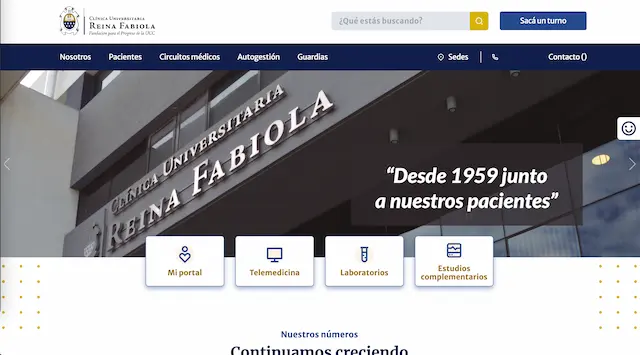 Clínica Universitaria
Reina Fabiola
Fundación para el Progreso de la UCC
¿Qué estás buscando?
Sacá un turno
Nosotros
Pacientes
Circuitos médicos
Autogestión
Guardias
Sedes
Contacto ()
Clínica Universitaria
Reina Fabiola
“Desde 1959 junto
a nuestros pacientes”
Mi portal
Telemedicina
Laboratorios
Estudios
complementarios
Nuestros números
Continuamos creciendo